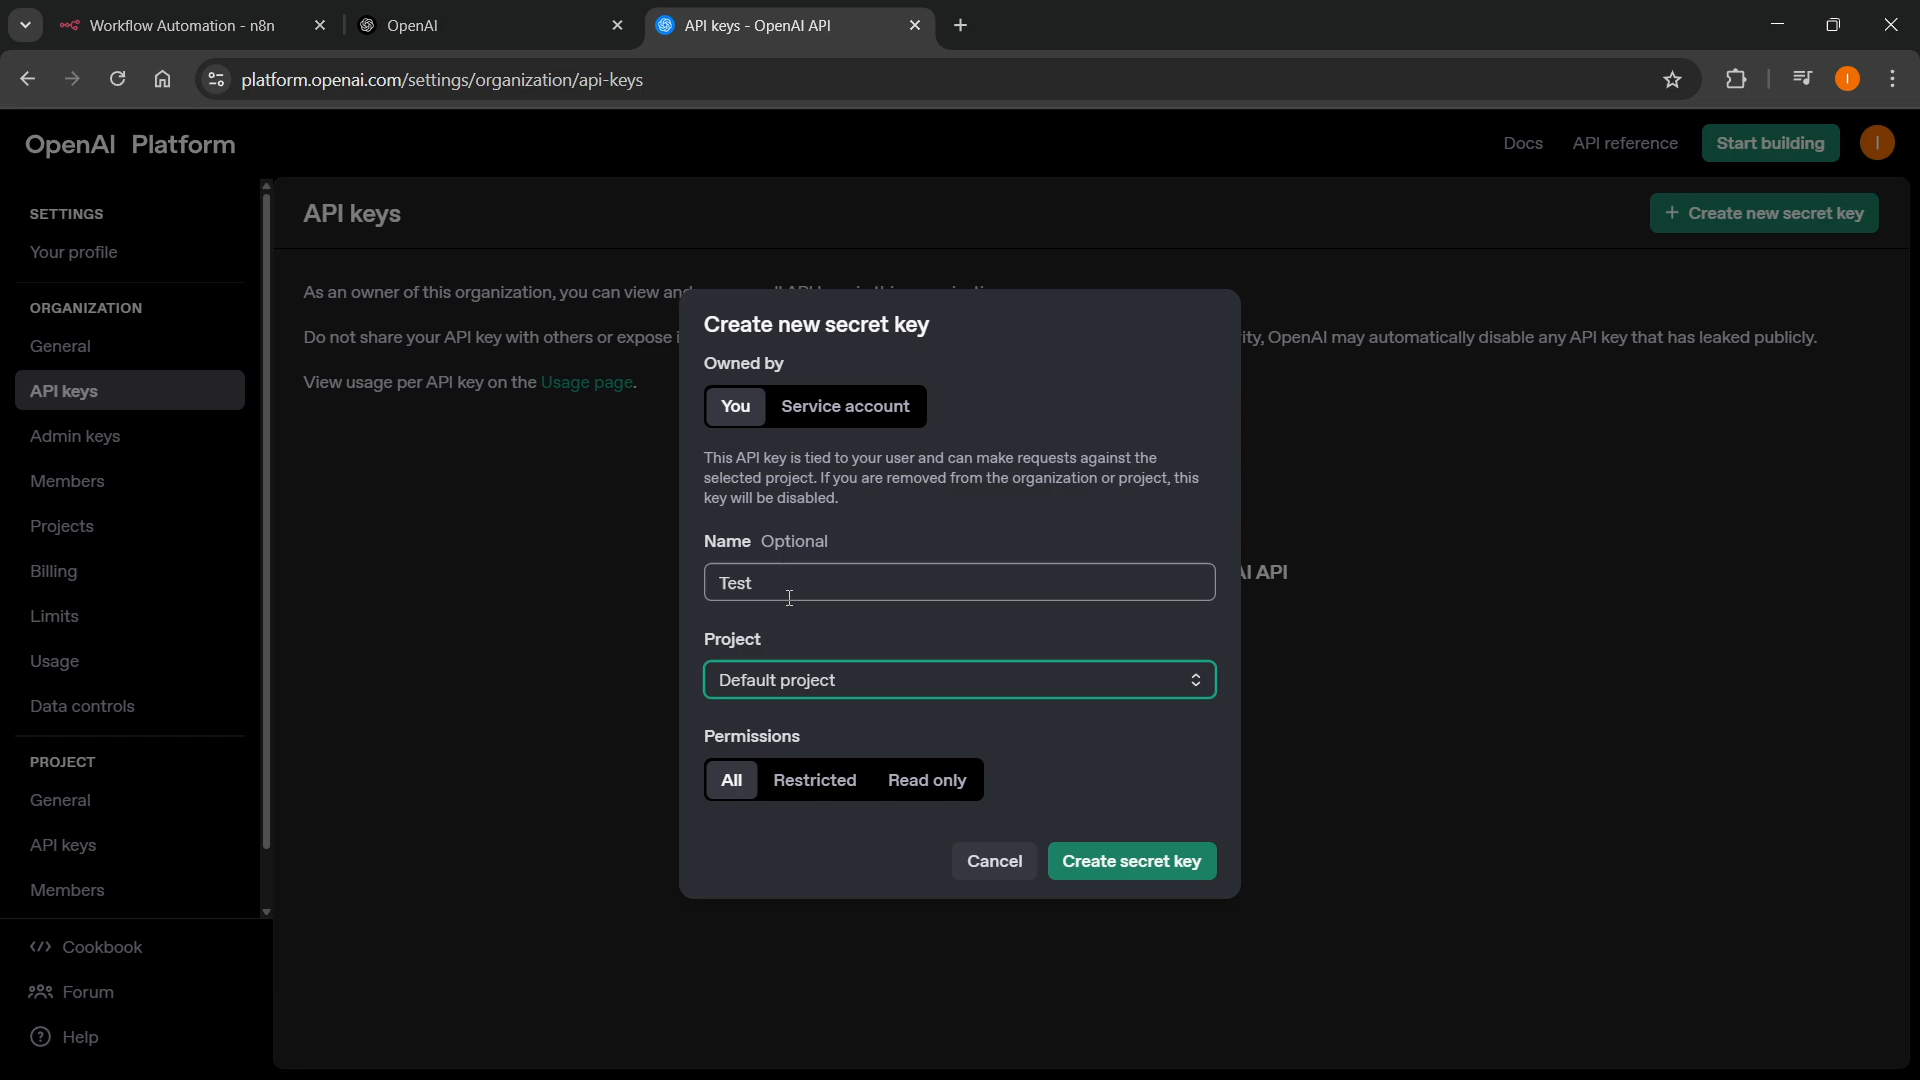 Workflow Automation - n8n
OpenAI
API keys - OpenAI API
platform.openai.com/settings/organization/api-keys
I
OpenAI Platform
Docs
API reference
Start building
I
SETTINGS
Your profile
ORGANIZATION
General
API keys
Admin keys
Members
Projects
Billing
Limits
Usage
Data controls
PROJECT
General
API keys
Members
Cookbook
Forum
Help
API keys
+ Create new secret key
As an owner of this organization, you can view
Do not share your API key with others or expose
OpenAI may automatically disable any API key that has leaked publicly.
View usage per API key on the Usage page.
API
Create new secret key
Owned by
You
Service account
This API key is tied to your user and can make requests against the
selected project. If you are removed from the organization or project, this
key will be disabled.
Name Optional
Test
Project
Default project
Permissions
All
Restricted
Read only
Cancel
Create secret key